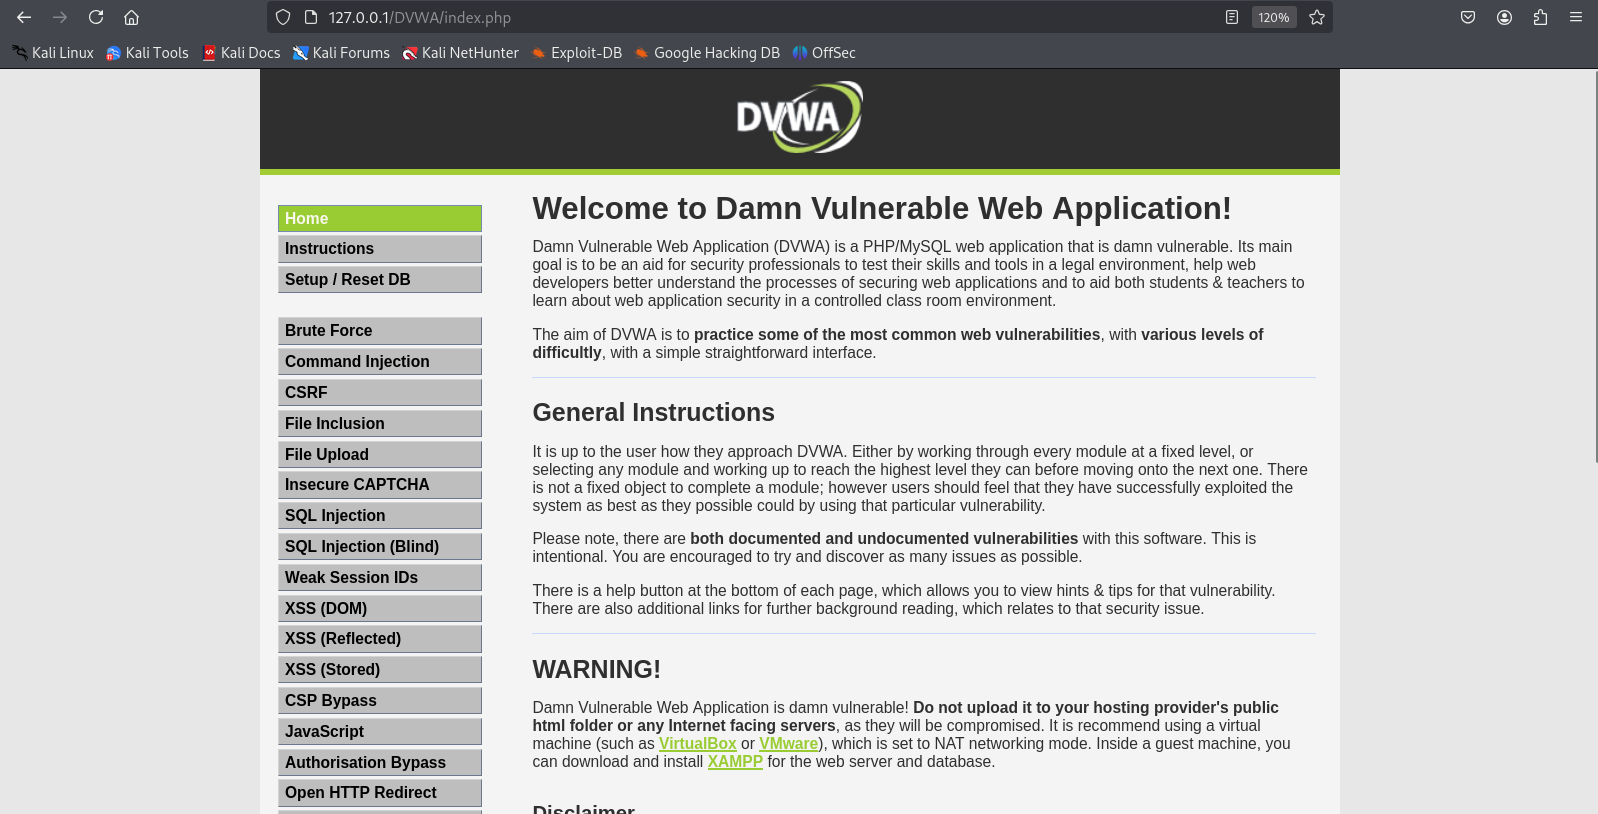 127.0.0.1/DVWA/index.php
120%
Kali Linux Kali Tools Kali Docs Kali Forums Kali NetHunter Exploit-DB Google Hacking DB OffSec
DVWA
Home
Instructions
Setup / Reset DB
Brute Force
Command Injection
CSRF
File Inclusion
File Upload
Insecure CAPTCHA
SQL Injection
SQL Injection (Blind)
Weak Session IDs
XSS (DOM)
XSS (Reflected)
XSS (Stored)
CSP Bypass
JavaScript
Authorisation Bypass
Open HTTP Redirect
Welcome to Damn Vulnerable Web Application!
Damn Vulnerable Web Application (DVWA) is a PHP/MySQL web application that is damn vulnerable. Its main
goal is to be an aid for security professionals to test their skills and tools in a legal environment, help web
developers better understand the processes of securing web applications and to aid both students & teachers to
learn about web application security in a controlled class room environment.
The aim of DVWA is to practice some of the most common web vulnerabilities, with various levels of
difficultly, with a simple straightforward interface.
General Instructions
It is up to the user how they approach DVWA. Either by working through every module at a fixed level, or
selecting any module and working up to reach the highest level they can before moving onto the next one. There
is not a fixed object to complete a module; however users should feel that they have successfully exploited the
system as best as they possible could by using that particular vulnerability.
Please note, there are both documented and undocumented vulnerabilities with this software. This is
intentional. You are encouraged to try and discover as many issues as possible.
There is a help button at the bottom of each page, which allows you to view hints & tips for that vulnerability.
There are also additional links for further background reading, which relates to that security issue.
WARNING!
Damn Vulnerable Web Application is damn vulnerable! Do not upload it to your hosting provider's public
html folder or any Internet facing servers, as they will be compromised. It is recommend using a virtual
machine (such as VirtualBox or VMware), which is set to NAT networking mode. Inside a guest machine, you
can download and install XAMPP for the web server and database.
Disclaimer